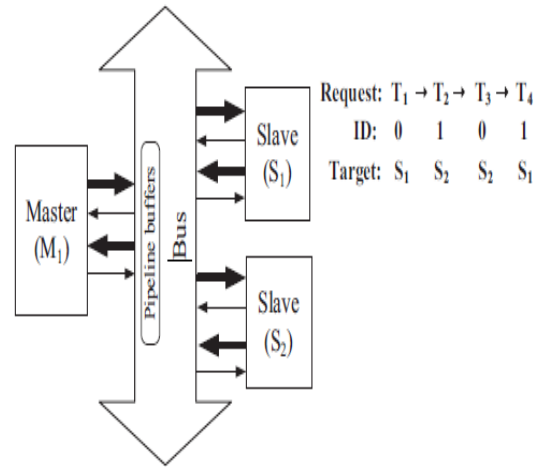 Master
(M₁)
Pipeline buffers
Bus
Slave
(S₁)
Slave
(S₂)
Request: T₁ → T₂ → T₃ → T₄
ID: 0 1 0 1
Target: S₁ S₂ S₂ S₁